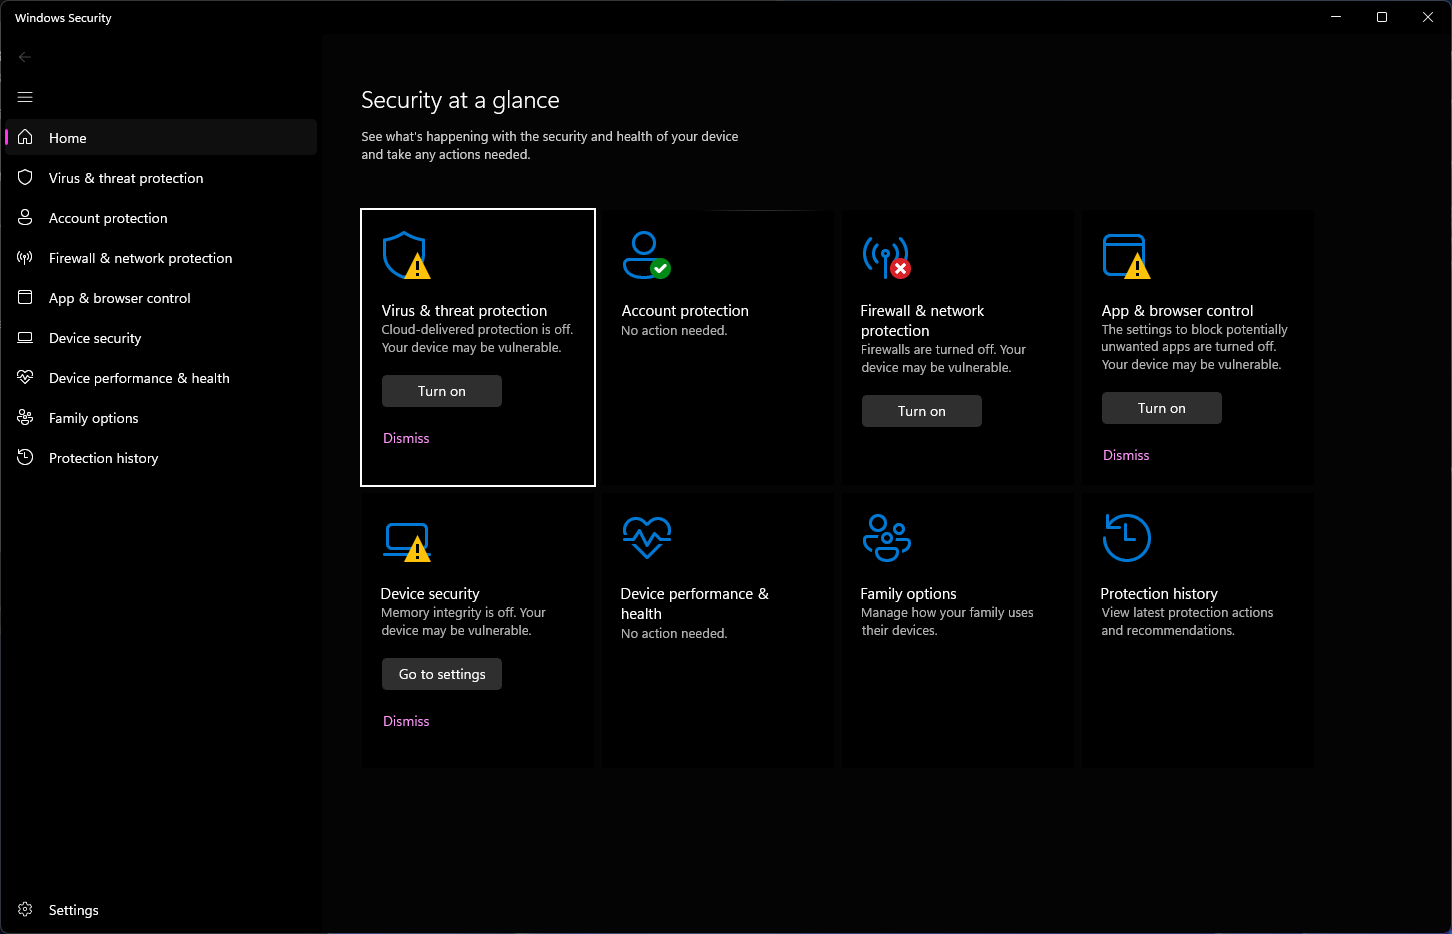 Windows Security
Home
Virus & threat protection
Account protection
Firewall & network protection
App & browser control
Device security
Device performance & health
Family options
Protection history
Settings
Security at a glance
See what's happening with the security and health of your device
and take any actions needed.
Virus & threat protection
Cloud-delivered protection is off.
Your device may be vulnerable.
Turn on
Dismiss
Account protection
No action needed.
Firewall & network
protection
Firewalls are turned off. Your
device may be vulnerable.
Turn on
App & browser control
The settings to block potentially
unwanted apps are turned off.
Your device may be vulnerable.
Turn on
Dismiss
Device security
Memory integrity is off. Your
device may be vulnerable.
Go to settings
Dismiss
Device performance &
health
No action needed.
Family options
Manage how your family uses
their devices.
Protection history
View latest protection actions
and recommendations.